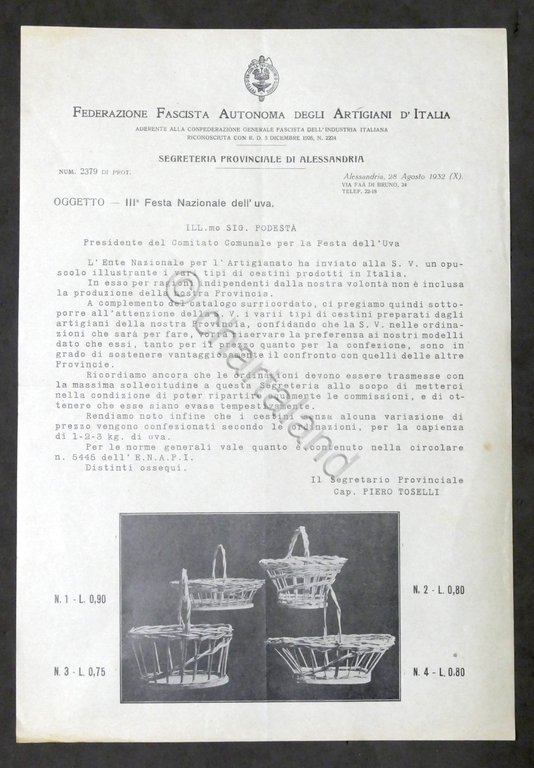 FEDERAZIONE FASCISTA AUTONOMA DEGLI ARTIGIANI D'ITALIA
ADERENTE ALLA CONFEDERAZIONE GENERALE FASCISTA DELL'INDUSTRIA ITALIANA
RICONOSCIUTA CON R. D. 5 DICEMBRE 1926, N. 2224
SEGRETERIA PROVINCIALE DI ALESSANDRIA
NUM. 2379 DI PROT.
Alessandria, 28 Agosto 1932 (X).
VIA FAÀ DI BRUNO, 24
TELEF. 22-18
OGGETTO — IIIª Festa Nazionale dell'uva.
ILL.mo SIG. PODESTÀ
Presidente del Comitato Comunale per la Festa dell'Uva
L'Ente Nazionale per l'Artigianato ha inviato alla S. V. un opu-
scolo illustrante i vari tipi di cestini prodotti in Italia.
In esso per ragioni indipendenti dalla nostra volontà non è inclusa
la produzione della nostra Provincia.
A complemento del catalogo surricordato, ci pregiamo quindi sotto-
porre all'attenzione della S. V. i varii tipi di cestini preparati dagli
artigiani della nostra Provincia, confidando che la S. V. nelle ordina-
zioni che sarà per fare, vorrà riservare la preferenza ai nostri modelli
dato che essi, tanto per il prezzo quanto per la confezione, sono in
grado di sostenere vantaggiosamente il confronto con quelli delle altre
Provincie.
Ricordiamo ancora che le ordinazioni devono essere trasmesse con
la massima sollecitudine a questa Segreteria allo scopo di metterci
nella condizione di poter ripartire equamente le commissioni, e di ot-
tenere che esse siano evase tempestivamente.
Rendiamo noto infine che i cestini senza alcuna variazione di
prezzo vengono confezionati secondo le ordinazioni, per la capienza
di 1-2-3 kg. di uva.
Per le norme generali vale quanto è contenuto nella circolare
n. 5445 dell'E.N.A.P.I.
Distinti ossequi.
Il Segretario Provinciale
Cap. PIERO TOSELLI
N. 1 - L. 0,90
N. 2 - L. 0,80
N. 3 - L. 0,75
N. 4 - L. 0.80
© chartaland